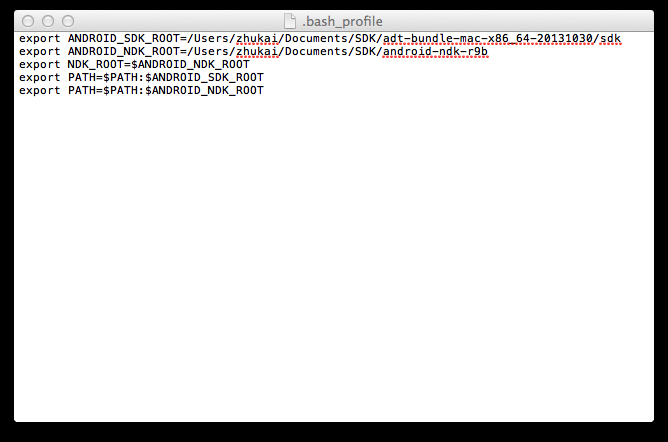 .bash_profile
export ANDROID_SDK_ROOT=/Users/zhukai/Documents/SDK/adt-bundle-mac-x86_64-20131030/sdk
export ANDROID_NDK_ROOT=/Users/zhukai/Documents/SDK/android-ndk-r9b
export NDK_ROOT=$ANDROID_NDK_ROOT
export PATH=$PATH:$ANDROID_SDK_ROOT
export PATH=$PATH:$ANDROID_NDK_ROOT